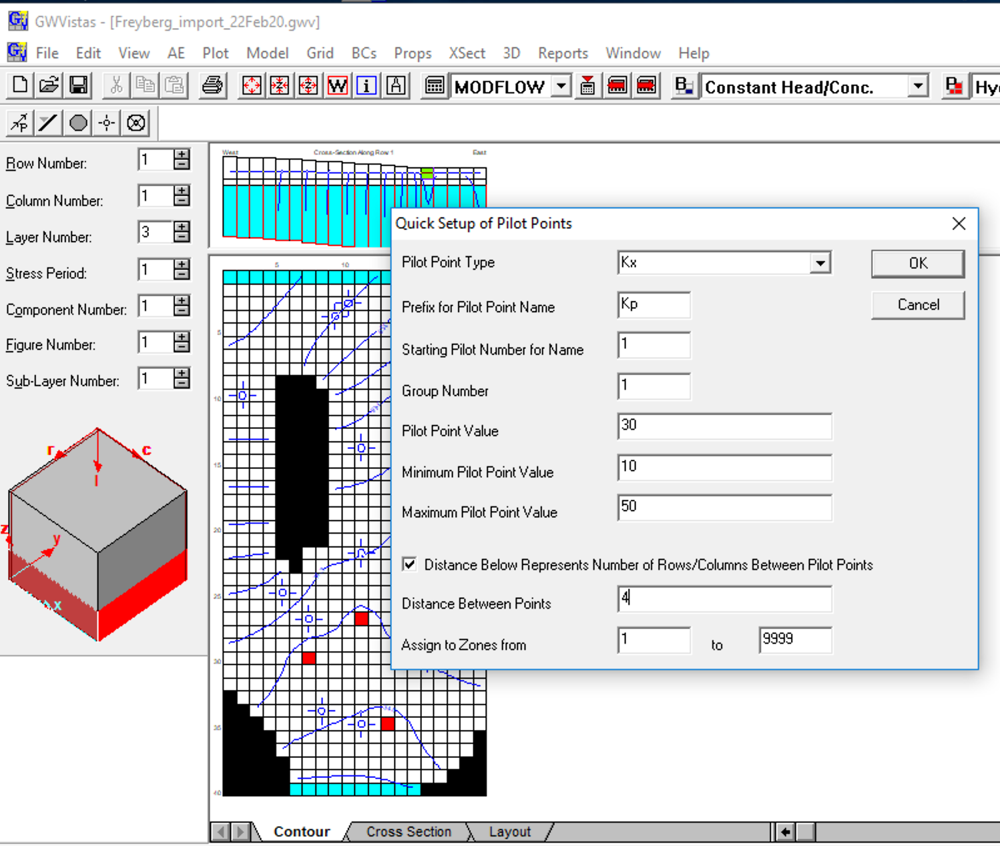 GWVistas - [Freyberg_import_22Feb20.gwv]
File Edit View AE Plot Model Grid BCs Props XSect 3D Reports Window Help
MODFLOW
Constant Head/Conc.
Hy
Row Number: 1
Column Number: 1
Layer Number: 3
Stress Period: 1
Component Number: 1
Figure Number: 1
Sub-Layer Number: 1
r
c
l
z
y
x
West Cross-Section Along Row 1 East
5 10
5
10
15
20
25
30
35
40
Quick Setup of Pilot Points
Pilot Point Type Kx OK
Prefix for Pilot Point Name Kp Cancel
Starting Pilot Number for Name 1
Group Number 1
Pilot Point Value 30
Minimum Pilot Point Value 10
Maximum Pilot Point Value 50
Distance Below Represents Number of Rows/Columns Between Pilot Points
Distance Between Points 4
Assign to Zones from 1 to 9999
Contour Cross Section Layout